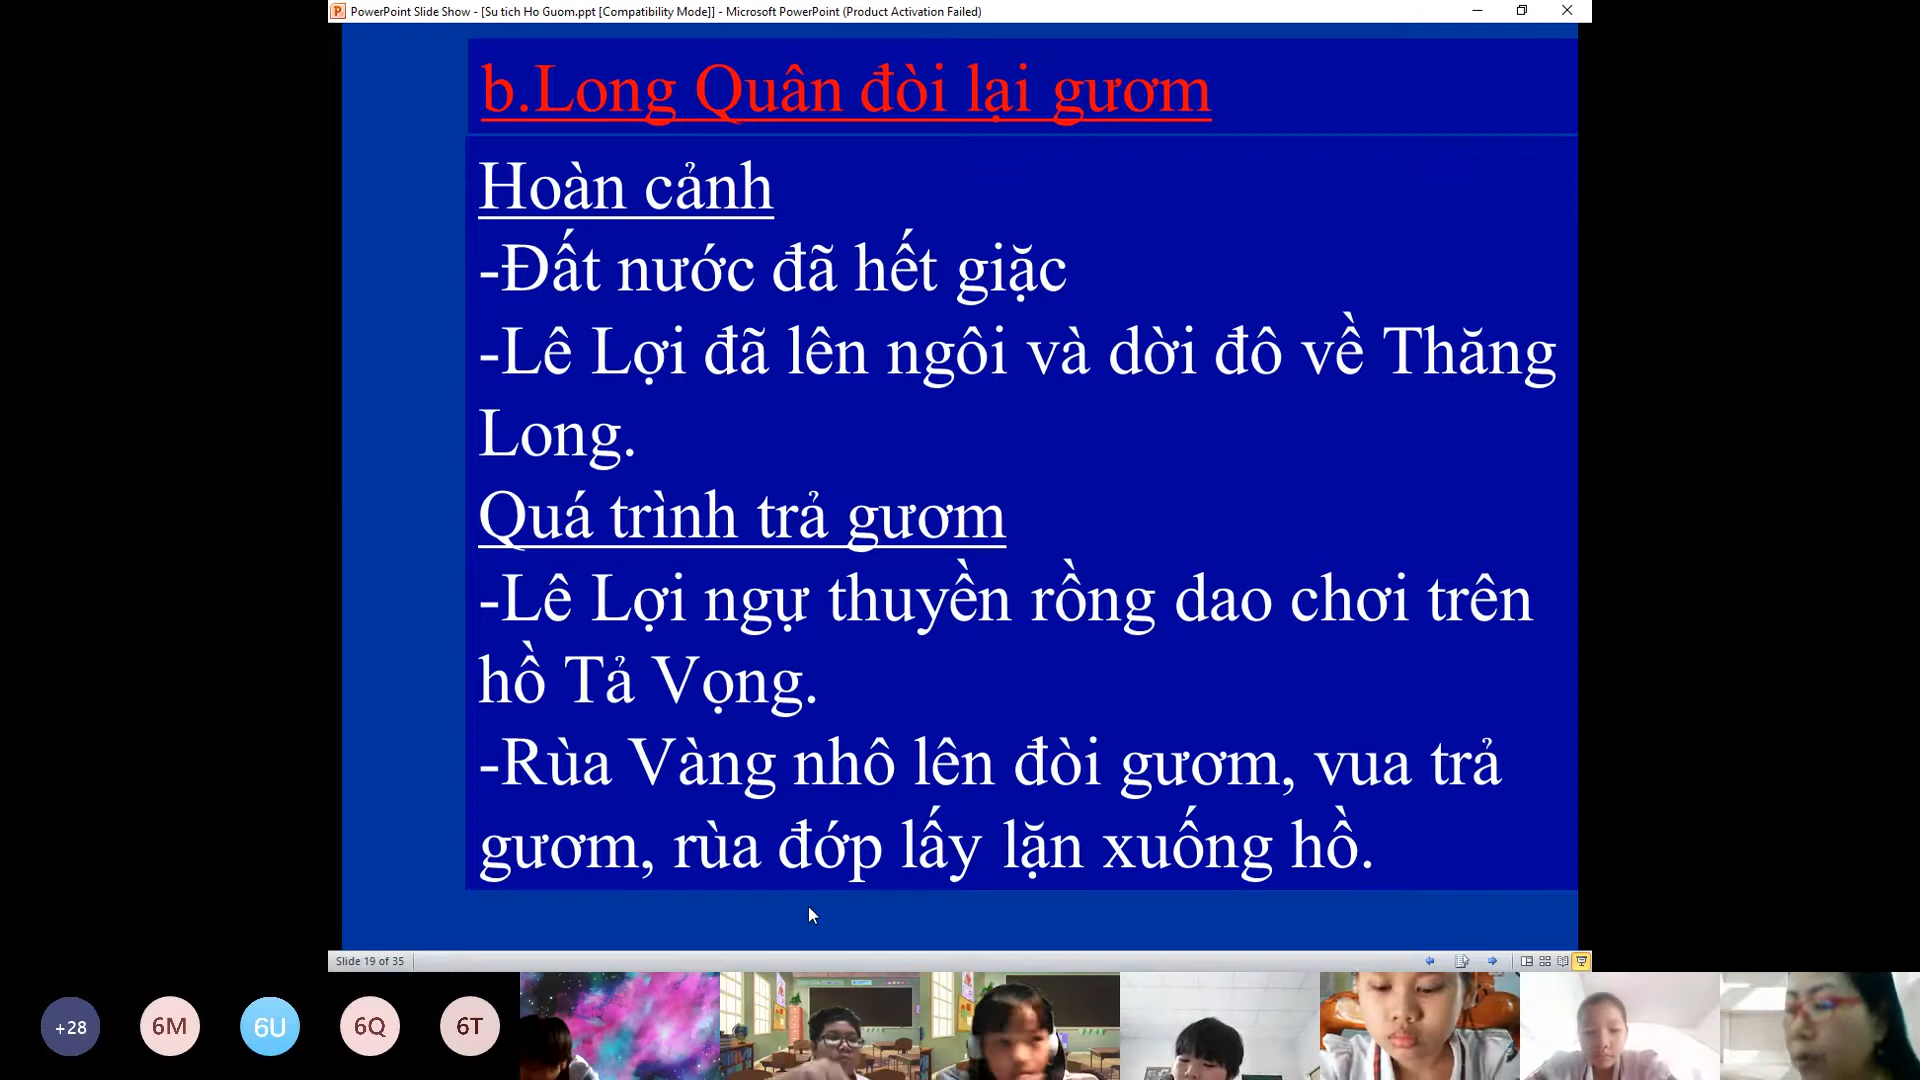 PowerPoint Slide Show - [Su tich Ho Guom.ppt [Compatibility Mode]] - Microsoft PowerPoint (Product Activation Failed)
b.Long Quân đòi lại gươm
Hoàn cảnh
-Đất nước đã hết giặc
-Lê Lợi đã lên ngôi và dời đô về Thăng
Long.
Quá trình trả gươm
-Lê Lợi ngự thuyền rồng dao chơi trên
hồ Tả Vọng.
-Rùa Vàng nhô lên đòi gươm, vua trả
gươm, rùa đớp lấy lặn xuống hồ.
Slide 19 of 35
+28
6M
6U
6Q
6T